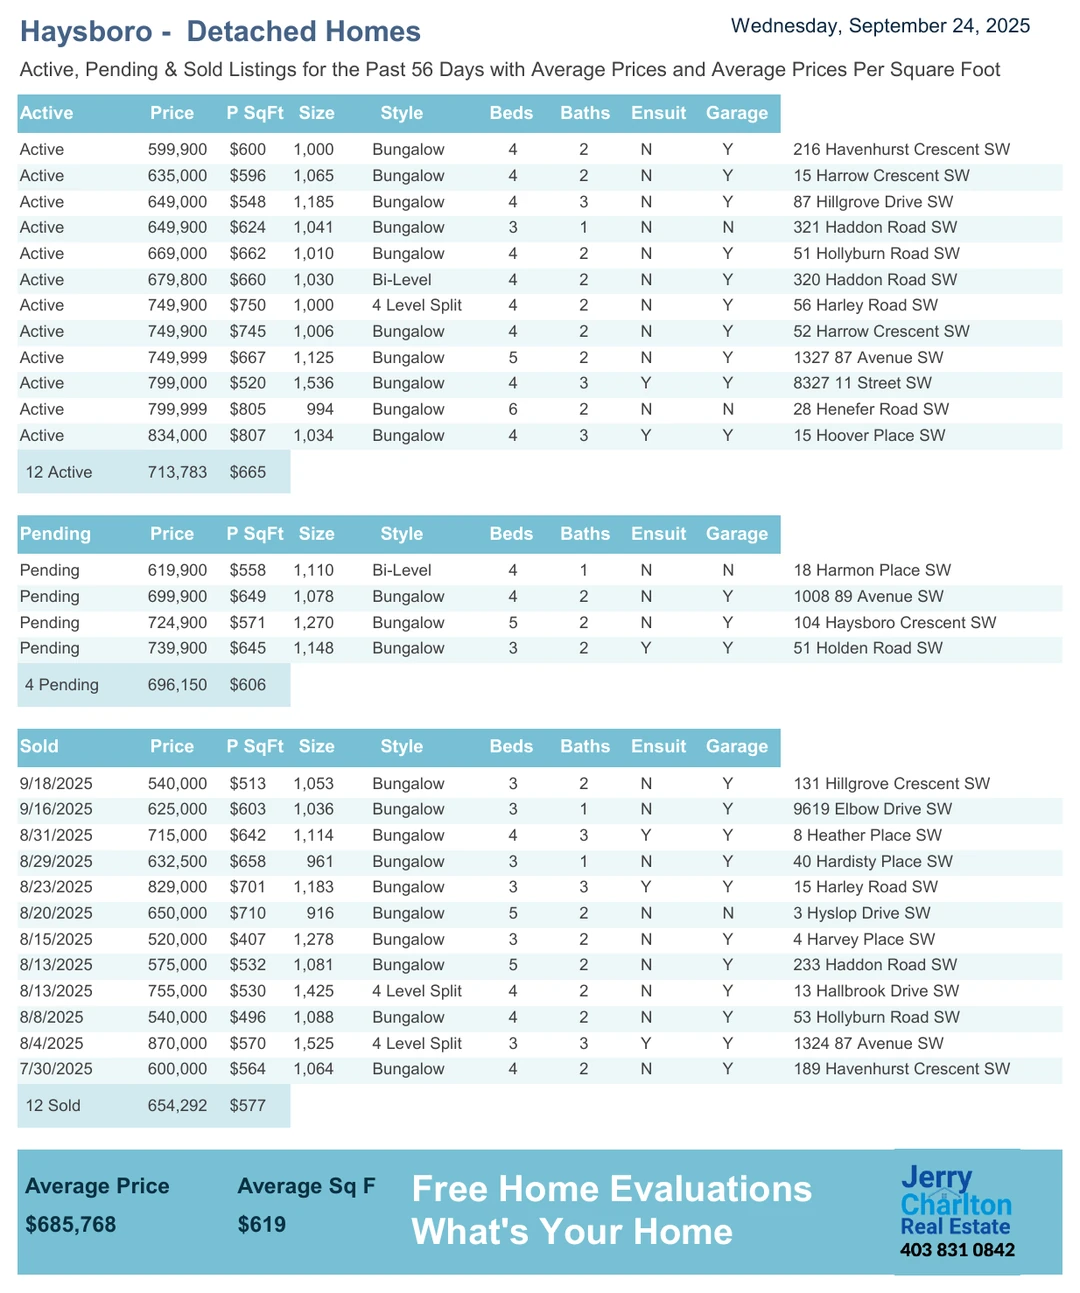 Haysboro - Detached Homes
Wednesday, September 24, 2025
Active, Pending & Sold Listings for the Past 56 Days with Average Prices and Average Prices Per Square Foot
Active Price P SqFt Size Style Beds Baths Ensuit Garage
Active 599,900 $600 1,000 Bungalow 4 2 N Y 216 Havenhurst Crescent SW
Active 635,000 $596 1,065 Bungalow 4 2 N Y 15 Harrow Crescent SW
Active 649,000 $548 1,185 Bungalow 4 3 N Y 87 Hillgrove Drive SW
Active 649,900 $624 1,041 Bungalow 3 1 N N 321 Haddon Road SW
Active 669,000 $662 1,010 Bungalow 4 2 N Y 51 Hollyburn Road SW
Active 679,800 $660 1,030 Bi-Level 4 2 N Y 320 Haddon Road SW
Active 749,900 $750 1,000 4 Level Split 4 2 N Y 56 Harley Road SW
Active 749,900 $745 1,006 Bungalow 4 2 N Y 52 Harrow Crescent SW
Active 749,999 $667 1,125 Bungalow 5 2 N Y 1327 87 Avenue SW
Active 799,000 $520 1,536 Bungalow 4 3 Y Y 8327 11 Street SW
Active 799,999 $805 994 Bungalow 6 2 N N 28 Henefer Road SW
Active 834,000 $807 1,034 Bungalow 4 3 Y Y 15 Hoover Place SW
12 Active 713,783 $665
Pending Price P SqFt Size Style Beds Baths Ensuit Garage
Pending 619,900 $558 1,110 Bi-Level 4 1 N N 18 Harmon Place SW
Pending 699,900 $649 1,078 Bungalow 4 2 N Y 1008 89 Avenue SW
Pending 724,900 $571 1,270 Bungalow 5 2 N Y 104 Haysboro Crescent SW
Pending 739,900 $645 1,148 Bungalow 3 2 Y Y 51 Holden Road SW
4 Pending 696,150 $606
Sold Price P SqFt Size Style Beds Baths Ensuit Garage
9/18/2025 540,000 $513 1,053 Bungalow 3 2 N Y 131 Hillgrove Crescent SW
9/16/2025 625,000 $603 1,036 Bungalow 3 1 N Y 9619 Elbow Drive SW
8/31/2025 715,000 $642 1,114 Bungalow 4 3 Y Y 8 Heather Place SW
8/29/2025 632,500 $658 961 Bungalow 3 1 N Y 40 Hardisty Place SW
8/23/2025 829,000 $701 1,183 Bungalow 3 3 Y Y 15 Harley Road SW
8/20/2025 650,000 $710 916 Bungalow 5 2 N N 3 Hyslop Drive SW
8/15/2025 520,000 $407 1,278 Bungalow 3 2 N Y 4 Harvey Place SW
8/13/2025 575,000 $532 1,081 Bungalow 5 2 N Y 233 Haddon Road SW
8/13/2025 755,000 $530 1,425 4 Level Split 4 2 N Y 13 Hallbrook Drive SW
8/8/2025 540,000 $496 1,088 Bungalow 4 2 N Y 53 Hollyburn Road SW
8/4/2025 870,000 $570 1,525 4 Level Split 3 3 Y Y 1324 87 Avenue SW
7/30/2025 600,000 $564 1,064 Bungalow 4 2 N Y 189 Havenhurst Crescent SW
12 Sold 654,292 $577
Average Price Average Sq F
$685,768 $619
Free Home Evaluations
What's Your Home
Jerry
Charlton
Real Estate
403 831 0842